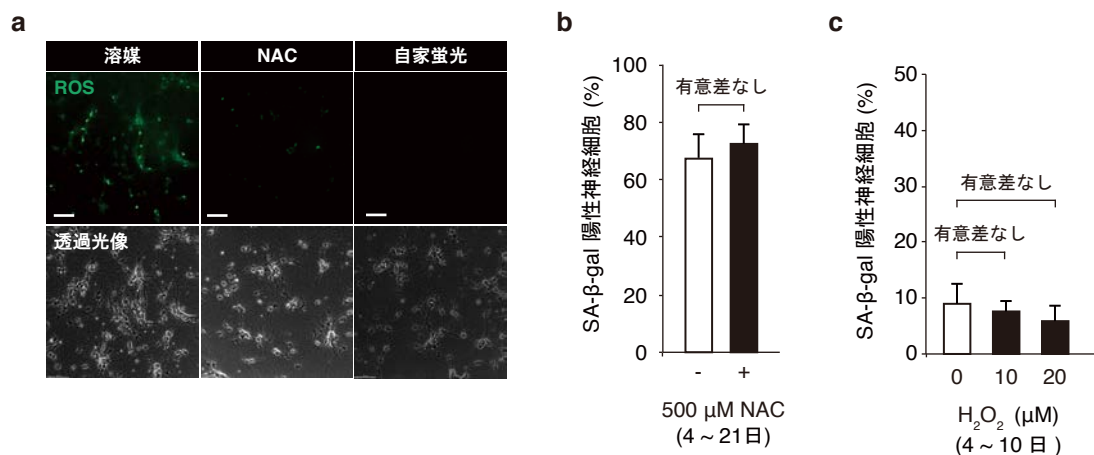 a
溶媒
NAC
自家蛍光
ROS
透過光像
b
SA-β-gal 陽性神経細胞 (%)
100
80
60
40
20
0
有意差なし
-
+
500 μM NAC
(4 ~ 21日)
c
SA-β-gal 陽性神経細胞 (%)
50
40
30
20
10
0
有意差なし
有意差なし
0
10
20
H₂O₂ (μM)
(4 ~ 10 日 )